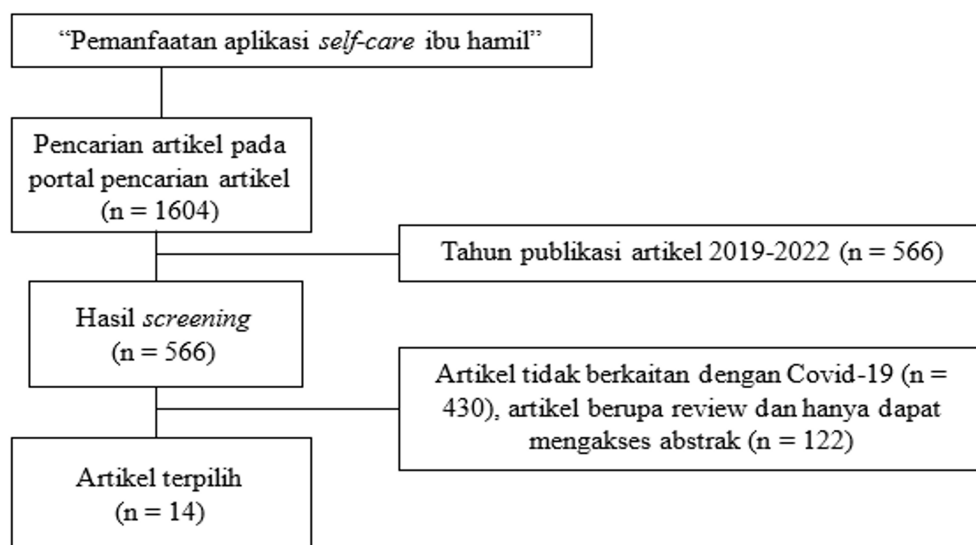 “Pemanfaatan aplikasi self-care ibu hamil”
Pencarian artikel pada
portal pencarian artikel
(n = 1604)
Tahun publikasi artikel 2019-2022 (n = 566)
Hasil screening
(n = 566)
Artikel tidak berkaitan dengan Covid-19 (n =
430), artikel berupa review dan hanya dapat
mengakses abstrak (n = 122)
Artikel terpilih
(n = 14)